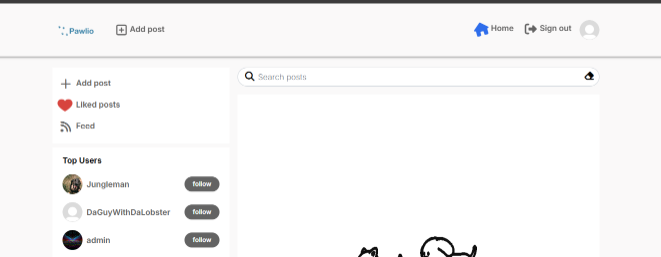 Pawlio
Add post
Home
Sign out
Add post
Liked posts
Feed
Search posts
Top Users
Jungleman
follow
DaGuyWithDaLobster
follow
admin
follow